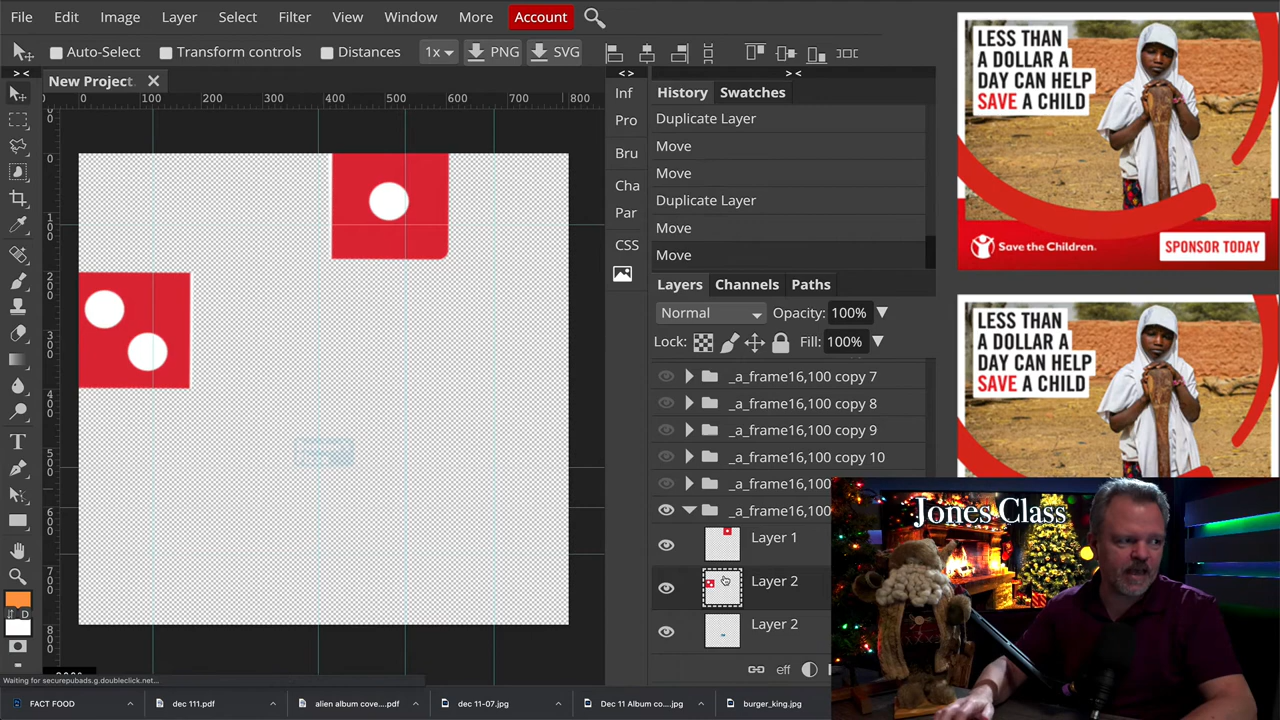 File Edit Image Layer Select Filter View Window More Account
Auto-Select Transform controls Distances 1x PNG SVG
New Project.
0 100 200 300 400 500 600 700 800
Inf
Pro
Bru
Cha
Par
CSS
History Swatches
Duplicate Layer
Move
Move
Duplicate Layer
Move
Move
Layers Channels Paths
Normal Opacity: 100%
Lock: Fill: 100%
_a_frame16,100 copy 7
_a_frame16,100 copy 8
_a_frame16,100 copy 9
_a_frame16,100 copy 10
_a_frame16,100
_a_frame16,100
Layer 1
Layer 2
Layer 2
eff
LESS THAN
A DOLLAR A
DAY CAN HELP
SAVE A CHILD
Save the Children.
SPONSOR TODAY
LESS THAN
A DOLLAR A
DAY CAN HELP
SAVE A CHILD
Jones Class
Waiting for securepubads.g.doubleclick.net...
FACT FOOD
dec 111.pdf
alien album cove....pdf
dec 11-07.jpg
Dec 11 Album co....jpg
burger_king.jpg